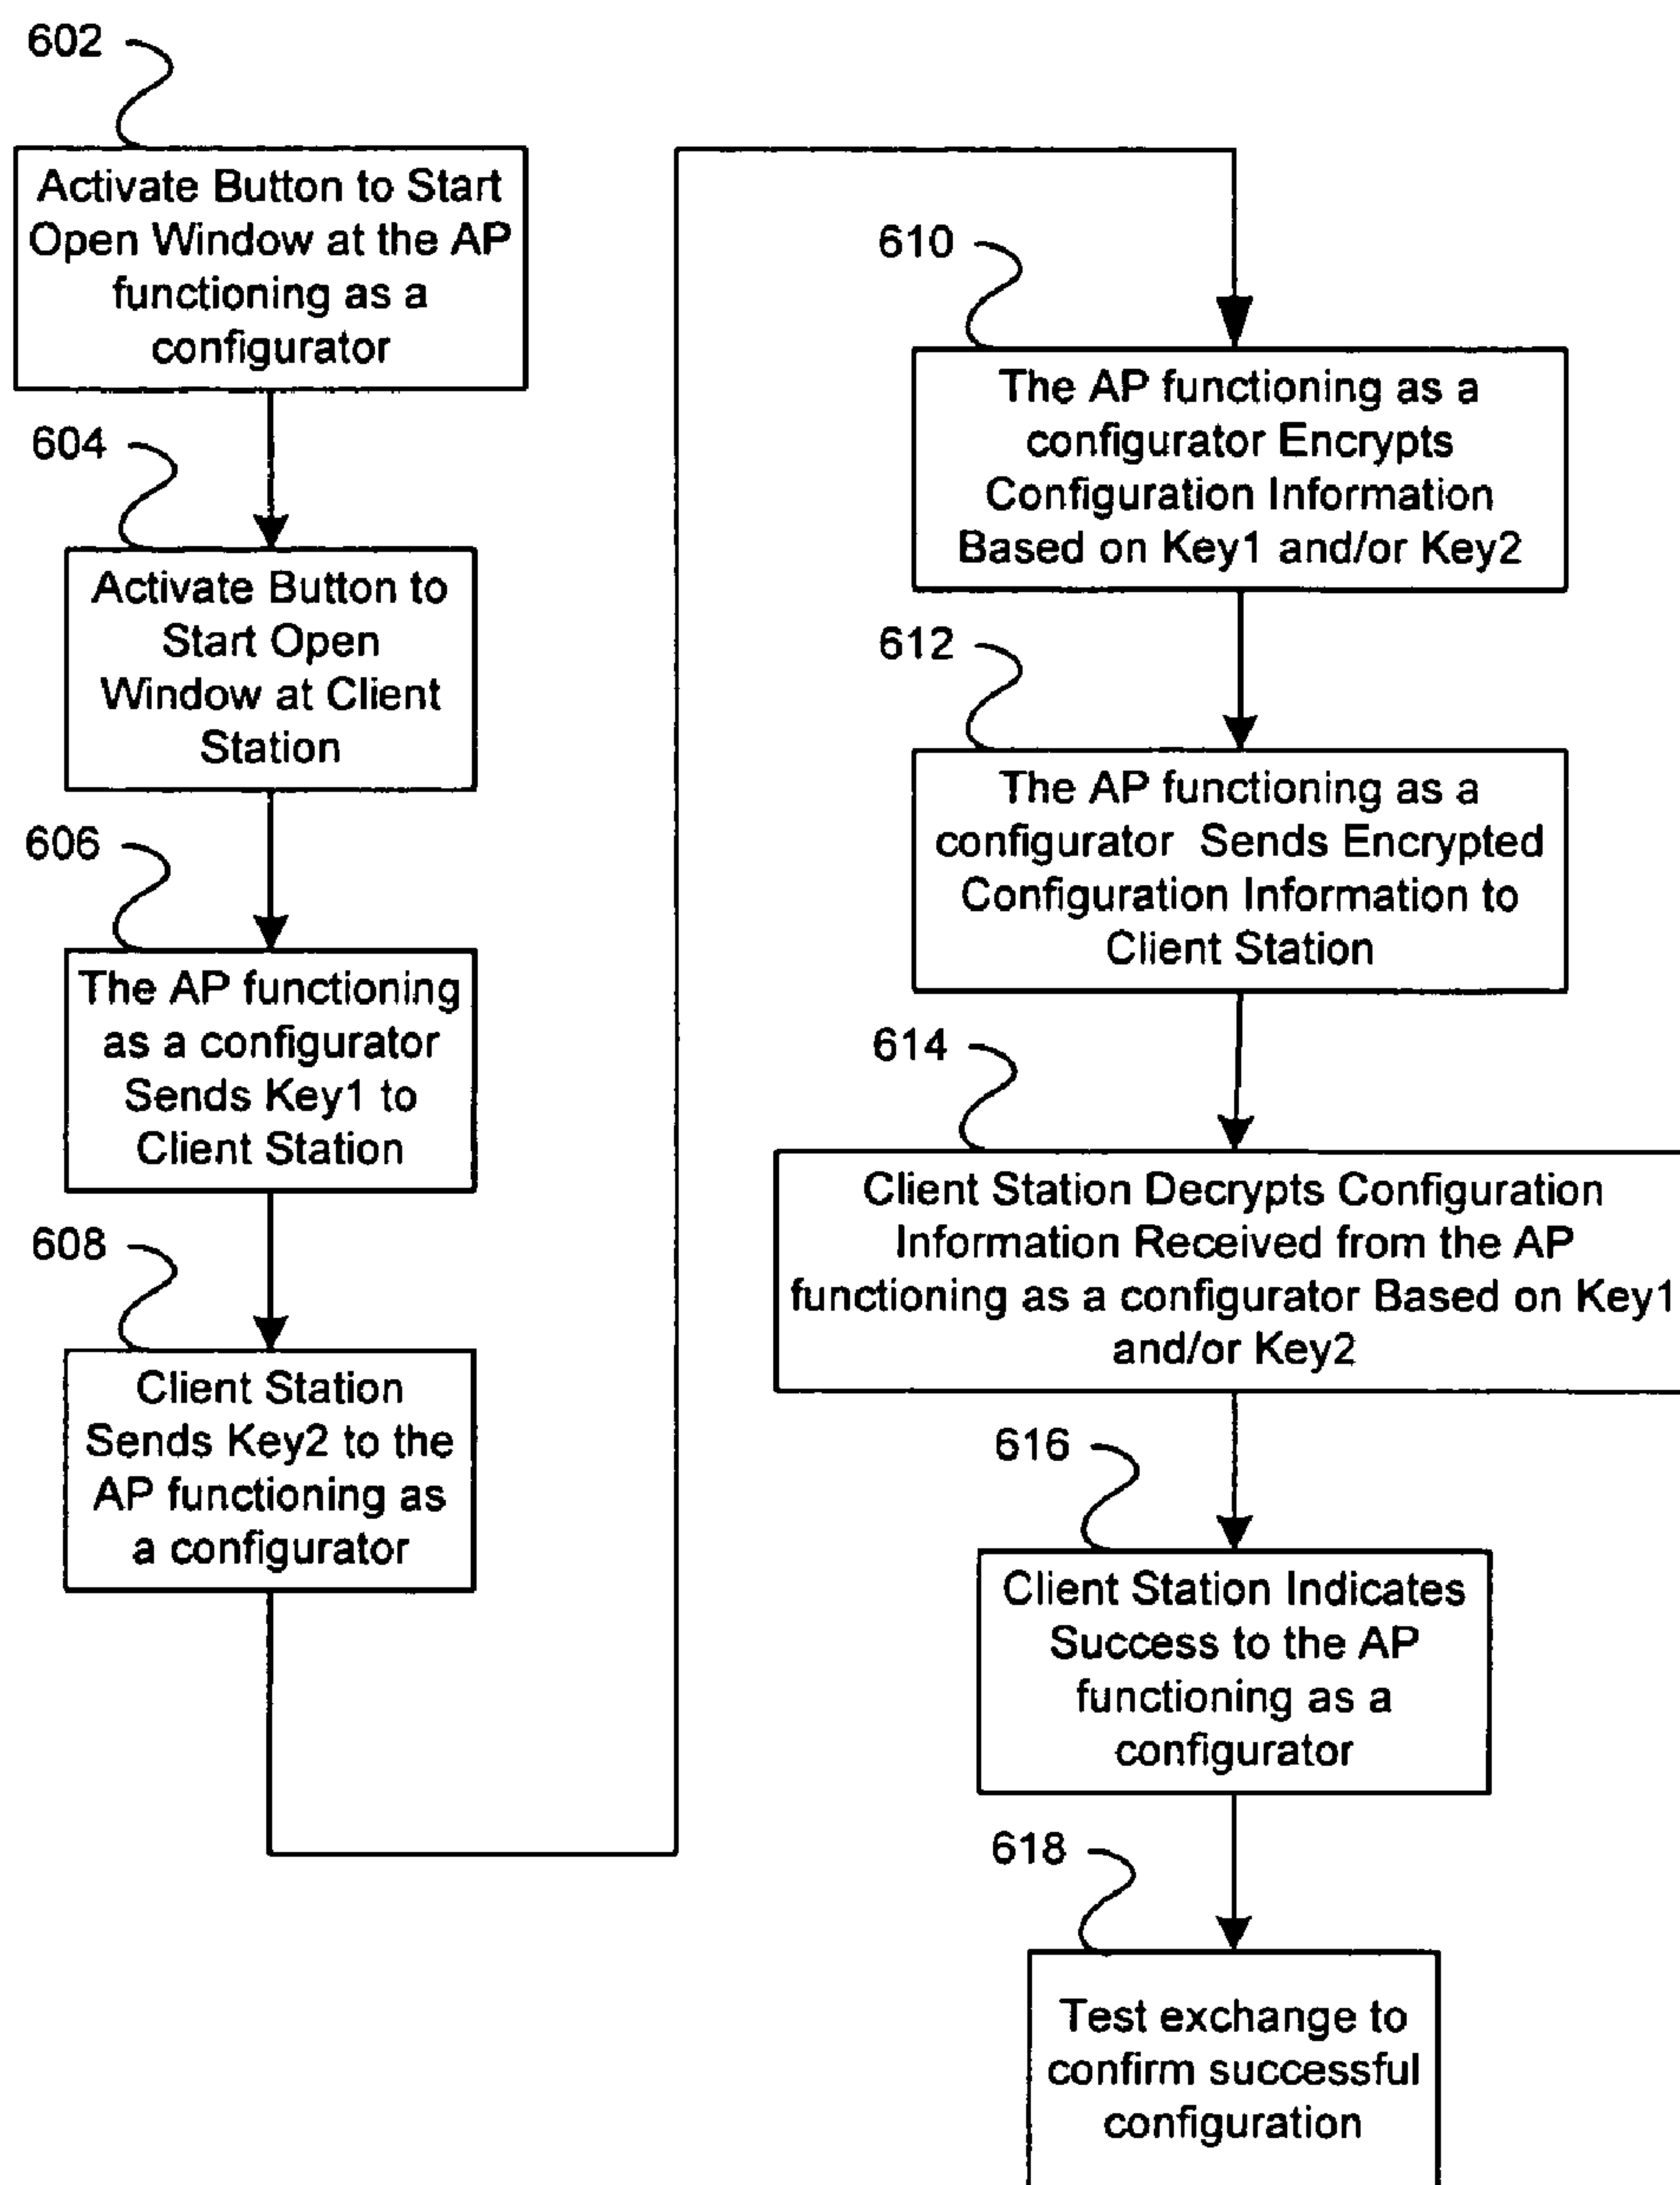 602
Activate Button to Start
Open Window at the AP
functioning as a
configurator
604
Activate Button to
Start Open
Window at Client
Station
606
The AP functioning
as a configurator
Sends Key1 to
Client Station
608
Client Station
Sends Key2 to the
AP functioning as
a configurator
610
The AP functioning as a
configurator Encrypts
Configuration Information
Based on Key1 and/or Key2
612
The AP functioning as a
configurator Sends Encrypted
Configuration Information to
Client Station
614
Client Station Decrypts Configuration
Information Received from the AP
functioning as a configurator Based on Key1
and/or Key2
616
Client Station Indicates
Success to the AP
functioning as a
configurator
618
Test exchange to
confirm successful
configuration